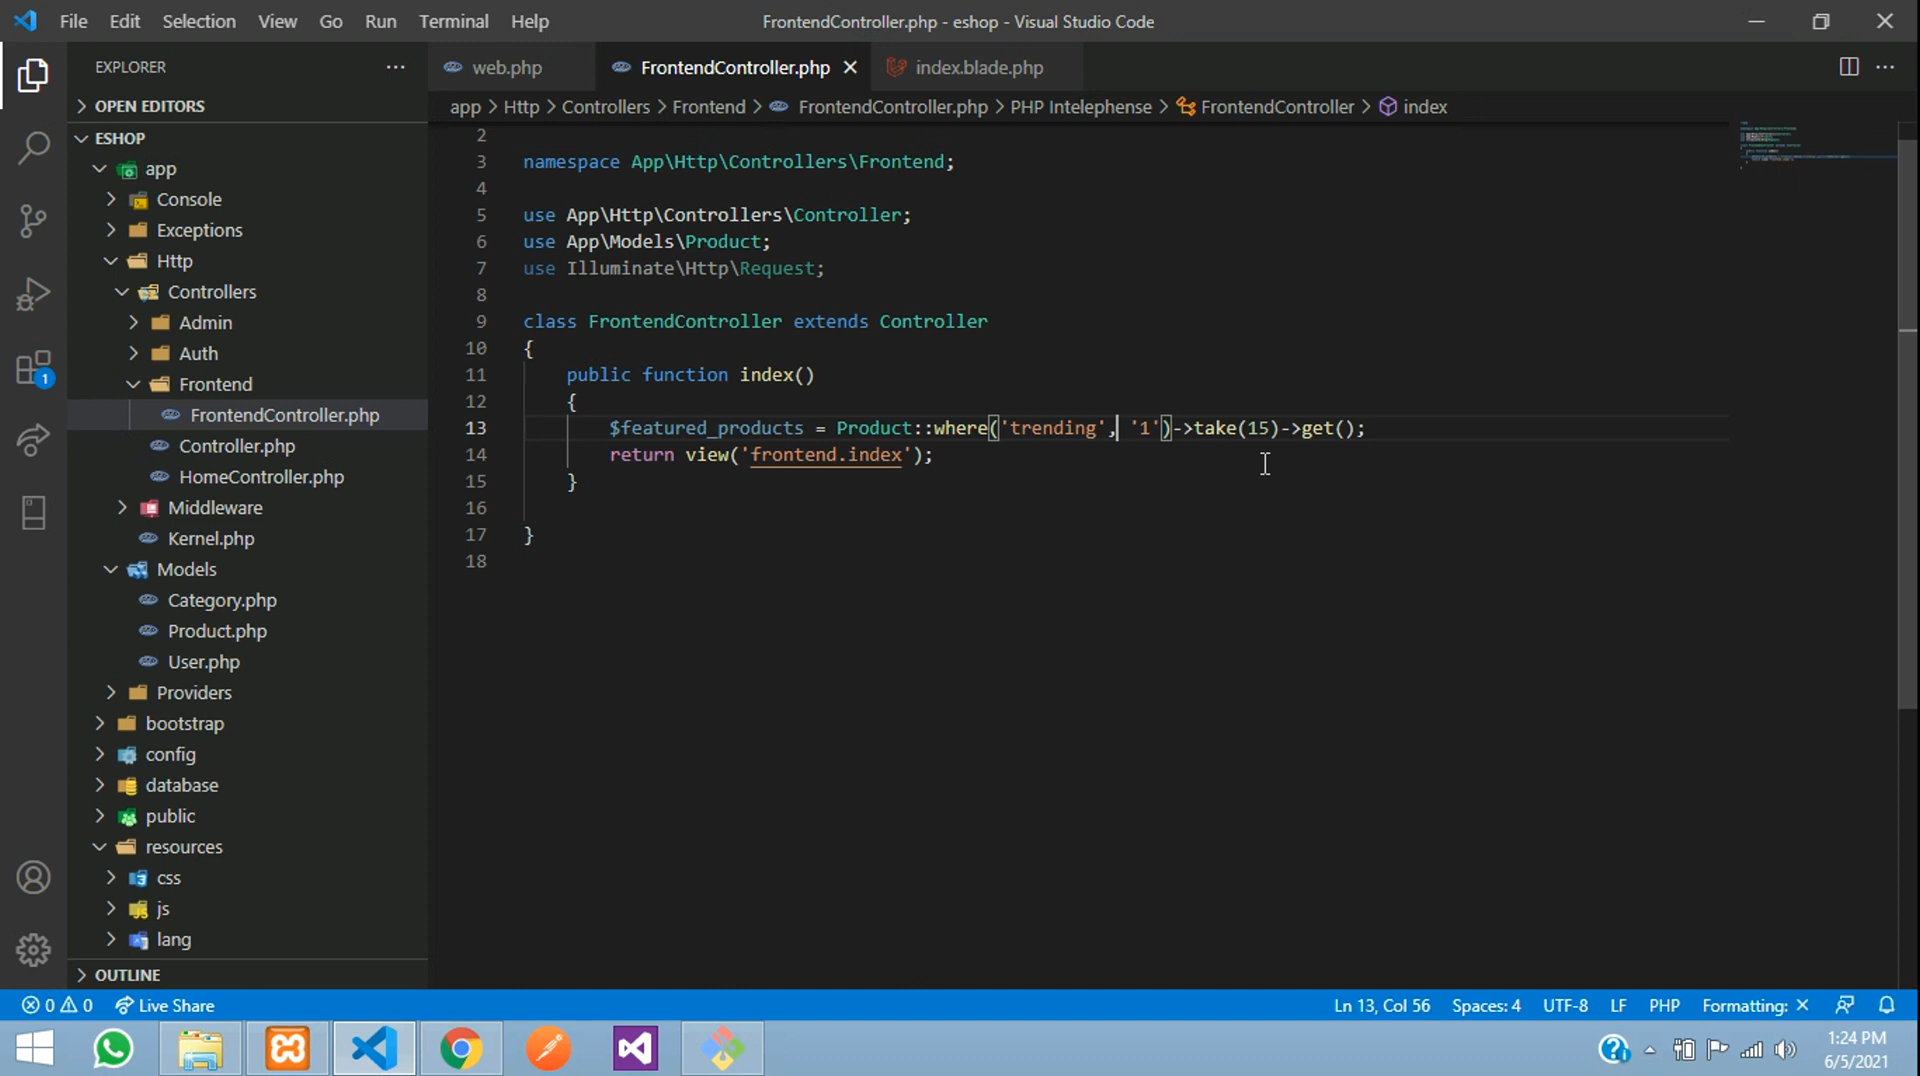 File Edit Selection View Go Run Terminal Help
FrontendController.php - eshop - Visual Studio Code
EXPLORER
web.php
FrontendController.php
index.blade.php
OPEN EDITORS
app > Http > Controllers > Frontend > FrontendController.php > PHP Intelephense > FrontendController > index
ESHOP
app
Console
Exceptions
Http
Controllers
Admin
Auth
Frontend
FrontendController.php
Controller.php
HomeController.php
Middleware
Kernel.php
Models
Category.php
Product.php
User.php
Providers
bootstrap
config
database
public
resources
css
js
lang
OUTLINE
2
3 namespace App\Http\Controllers\Frontend;
4
5 use App\Http\Controllers\Controller;
6 use App\Models\Product;
7 use Illuminate\Http\Request;
8
9 class FrontendController extends Controller
10 {
11 public function index()
12 {
13 $featured_products = Product::where('trending', '1')->take(15)->get();
14 return view('frontend.index');
15 }
16
17 }
18
1
0 0 Live Share
Ln 13, Col 56 Spaces: 4 UTF-8 LF PHP Formatting: ×
1:24 PM
6/5/2021